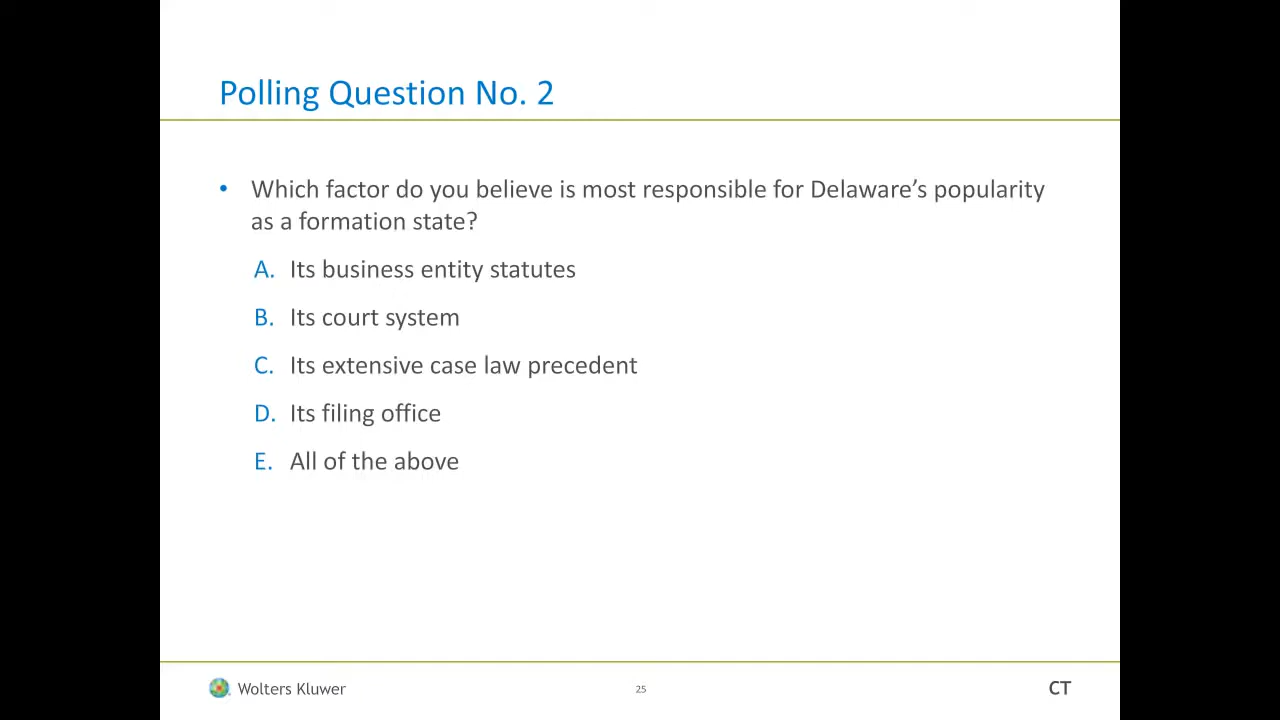 Polling Question No. 2
• Which factor do you believe is most responsible for Delaware’s popularity
as a formation state?
A. Its business entity statutes
B. Its court system
C. Its extensive case law precedent
D. Its filing office
E. All of the above
Wolters Kluwer
25
CT